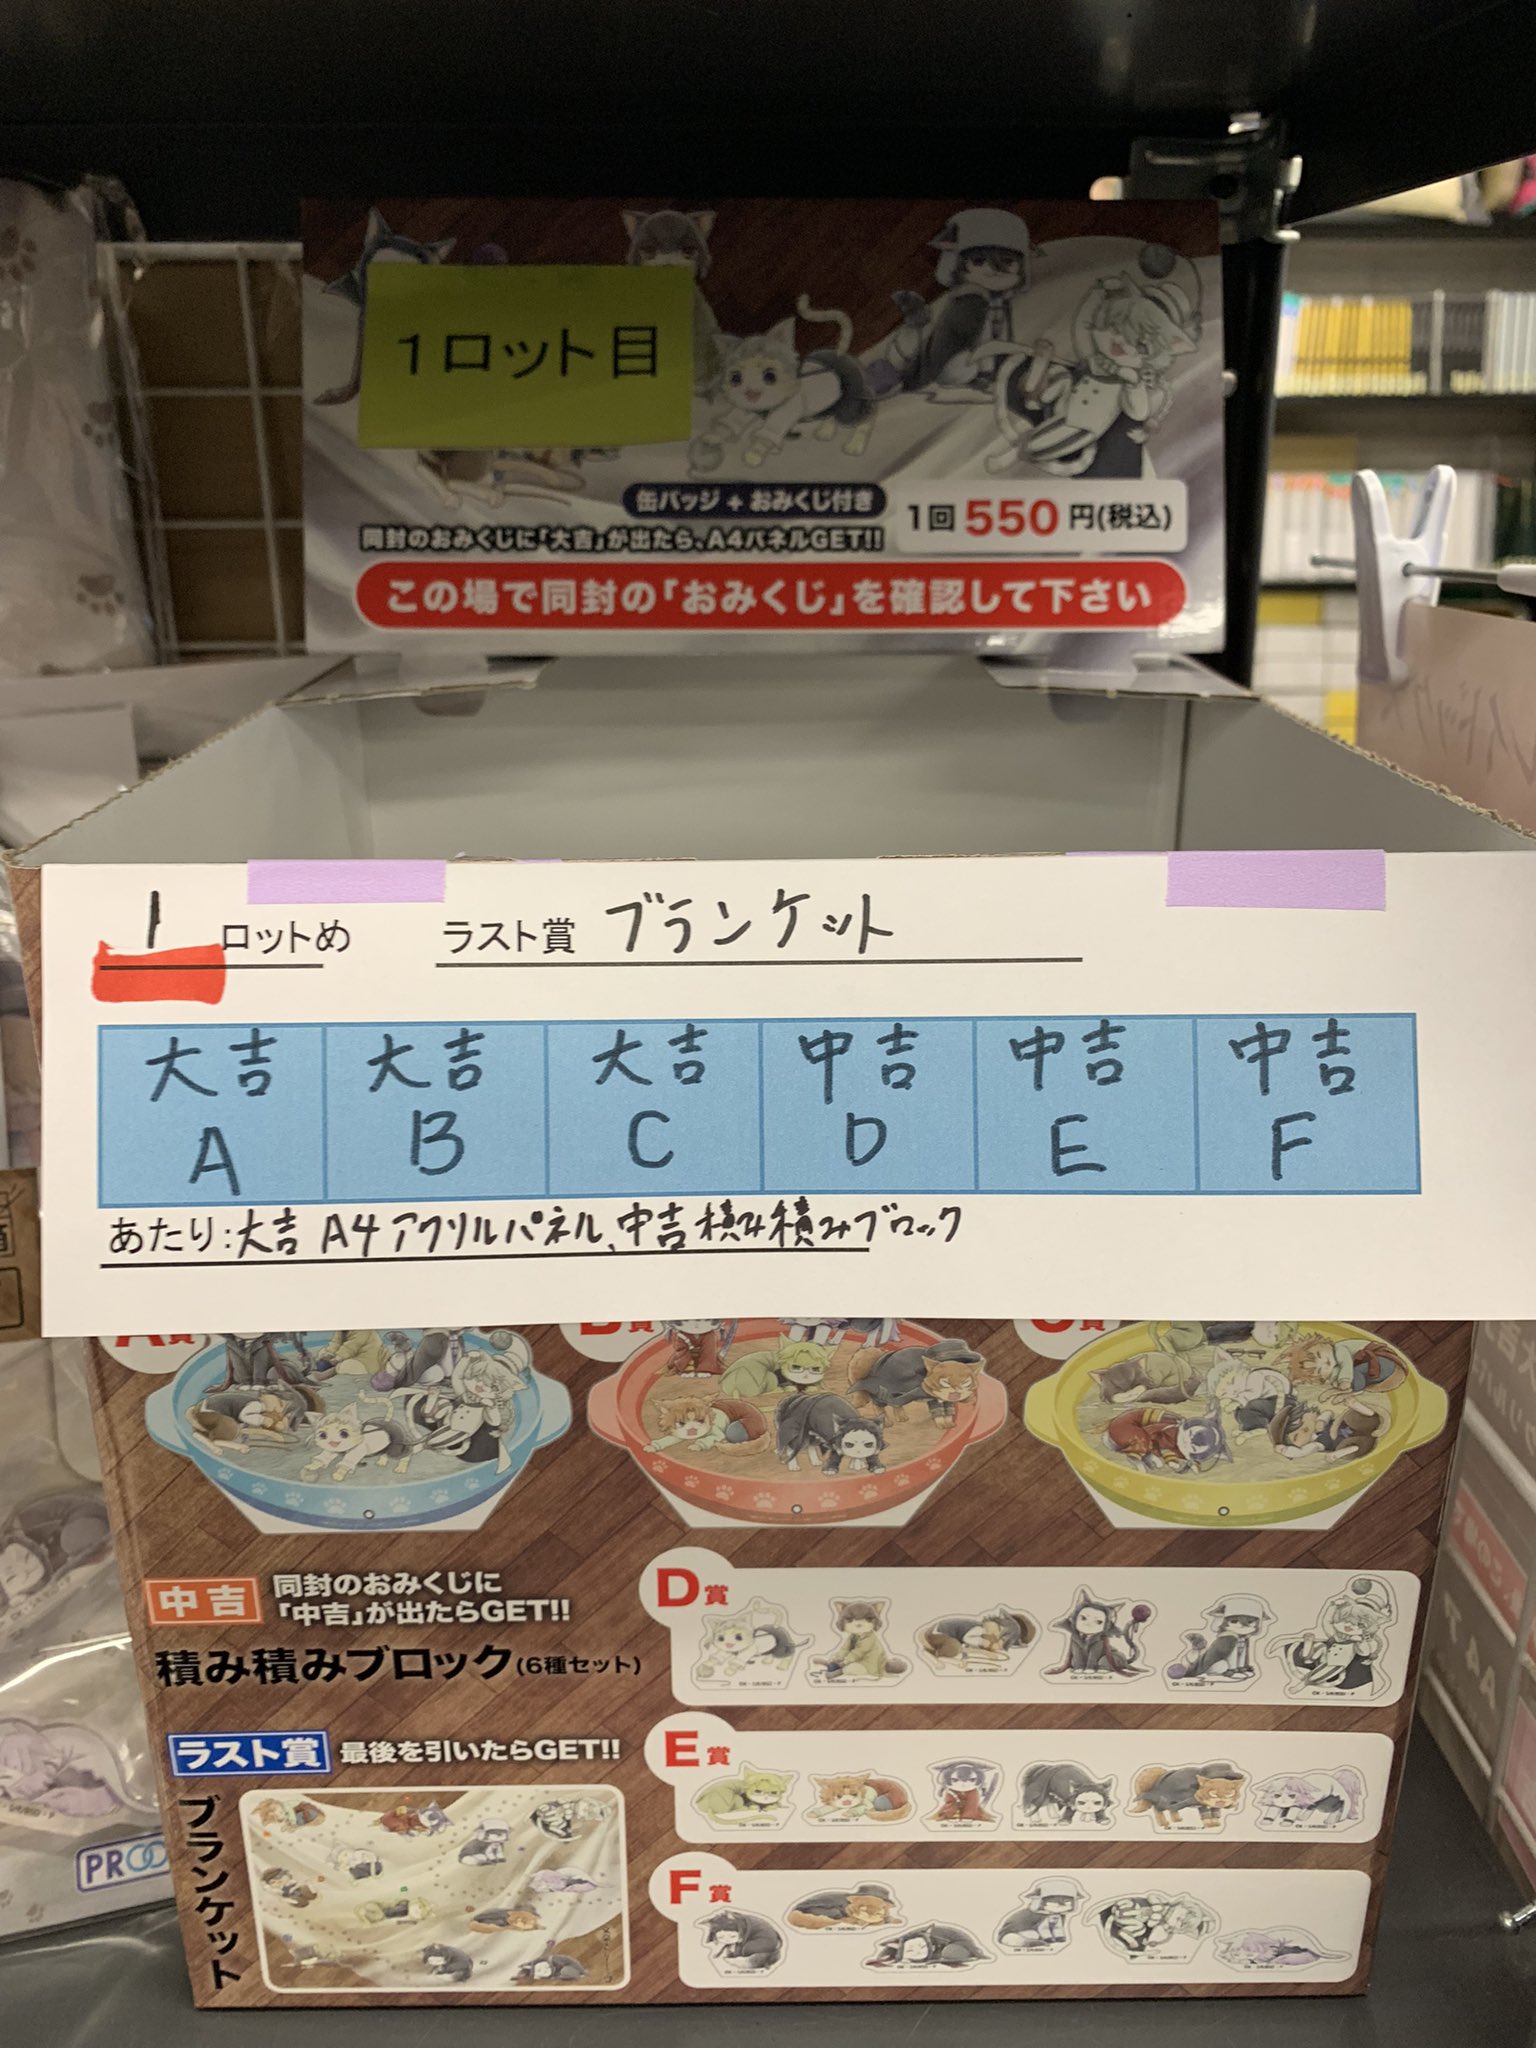 1ロット目
缶バッジ + おみくじ付き
同封のおみくじに「大吉」が出たら、A4パネルGET!!
1回 550 円(税込)
この場で同封の「おみくじ」を確認して下さい
1 ロットめ ラスト賞 ブランケット
大吉 大吉 大吉 中吉 中吉 中吉
A B C D E F
あたり:大吉 A4アクリルパネル、中吉 積み積みブロック
中吉 同封のおみくじに
「中吉」が出たらGET!!
積み積みブロック(6種セット)
D賞
ラスト賞 最後を引いたらGET!!
ブランケット
E賞
F賞